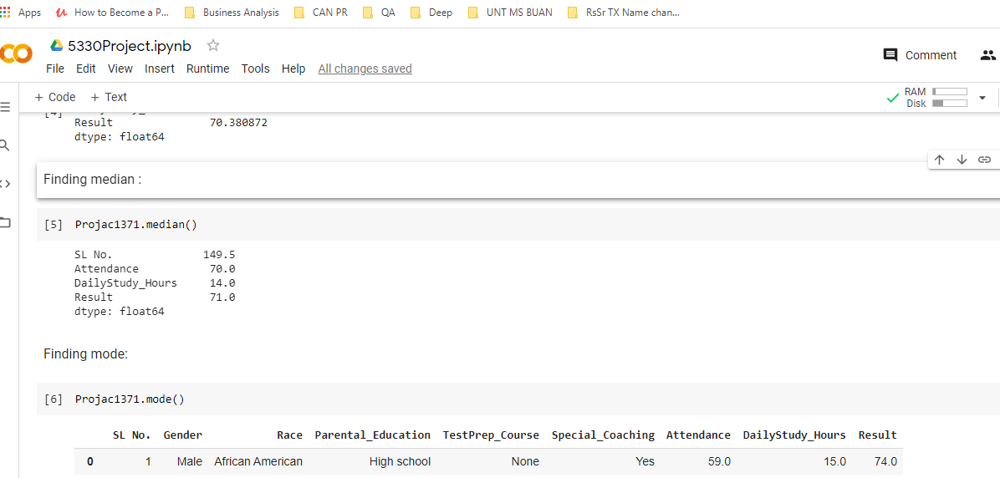 Apps How to Become a P... Business Analysis CAN PR QA Deep UNT MS BUAN RsSr TX Name chan...
5330Project.ipynb
Comment
File Edit View Insert Runtime Tools Help All changes saved
+ Code + Text
RAM
Disk
[4]
Result 70.380872
dtype: float64
Finding median :
[5] Projac1371.median()
SL No. 149.5
Attendance 70.0
DailyStudy_Hours 14.0
Result 71.0
dtype: float64
Finding mode:
[6] Projac1371.mode()
SL No. Gender Race Parental_Education TestPrep_Course Special_Coaching Attendance DailyStudy_Hours Result
0 1 Male African American High school None Yes 59.0 15.0 74.0